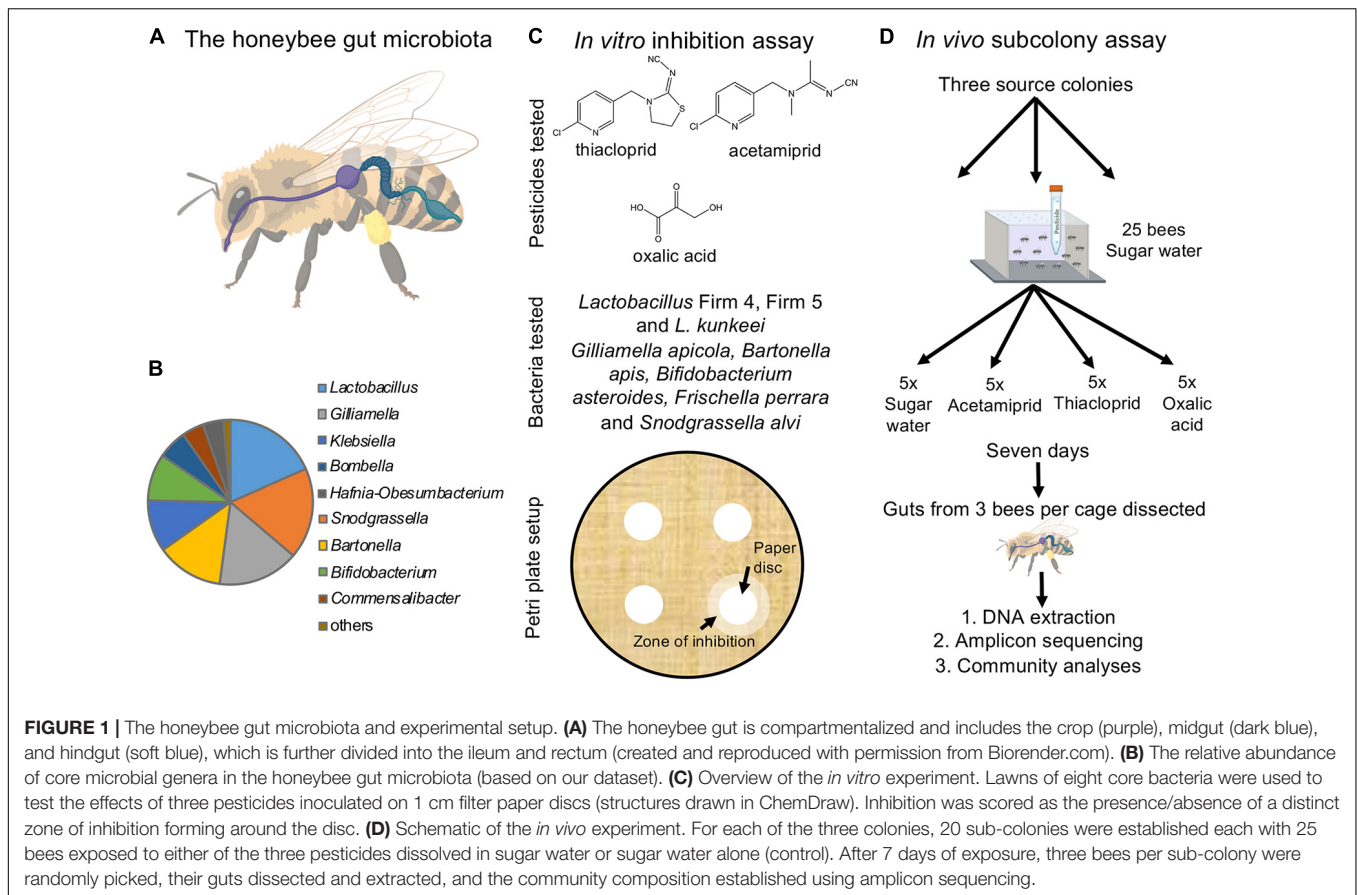 A The honeybee gut microbiota
B
Lactobacillus
Gilliamella
Klebsiella
Bombella
Hafnia-Obesumbacterium
Snodgrassella
Bartonella
Bifidobacterium
Commensalibacter
others
C In vitro inhibition assay
Pesticides tested
NC
N
N
S
Cl
N
thiacloprid
N
N
CN
Cl
N
acetamiprid
O
HO
OH
O
oxalic acid
Bacteria tested
Lactobacillus Firm 4, Firm 5
and L. kunkeei
Gilliamella apicola, Bartonella
apis, Bifidobacterium
asteroides, Frischella perrara
and Snodgrassella alvi
Petri plate setup
Paper
disc
Zone of inhibition
D In vivo subcolony assay
Three source colonies
Pesticide
25 bees
Sugar water
5x
Sugar
water
5x
Acetamiprid
5x
Thiacloprid
5x
Oxalic
acid
Seven days
Guts from 3 bees per cage dissected
1. DNA extraction
2. Amplicon sequencing
3. Community analyses
FIGURE 1 | The honeybee gut microbiota and experimental setup. (A) The honeybee gut is compartmentalized and includes the crop (purple), midgut (dark blue),
and hindgut (soft blue), which is further divided into the ileum and rectum (created and reproduced with permission from Biorender.com). (B) The relative abundance
of core microbial genera in the honeybee gut microbiota (based on our dataset). (C) Overview of the in vitro experiment. Lawns of eight core bacteria were used to
test the effects of three pesticides inoculated on 1 cm filter paper discs (structures drawn in ChemDraw). Inhibition was scored as the presence/absence of a distinct
zone of inhibition forming around the disc. (D) Schematic of the in vivo experiment. For each of the three colonies, 20 sub-colonies were established each with 25
bees exposed to either of the three pesticides dissolved in sugar water or sugar water alone (control). After 7 days of exposure, three bees per sub-colony were
randomly picked, their guts dissected and extracted, and the community composition established using amplicon sequencing.